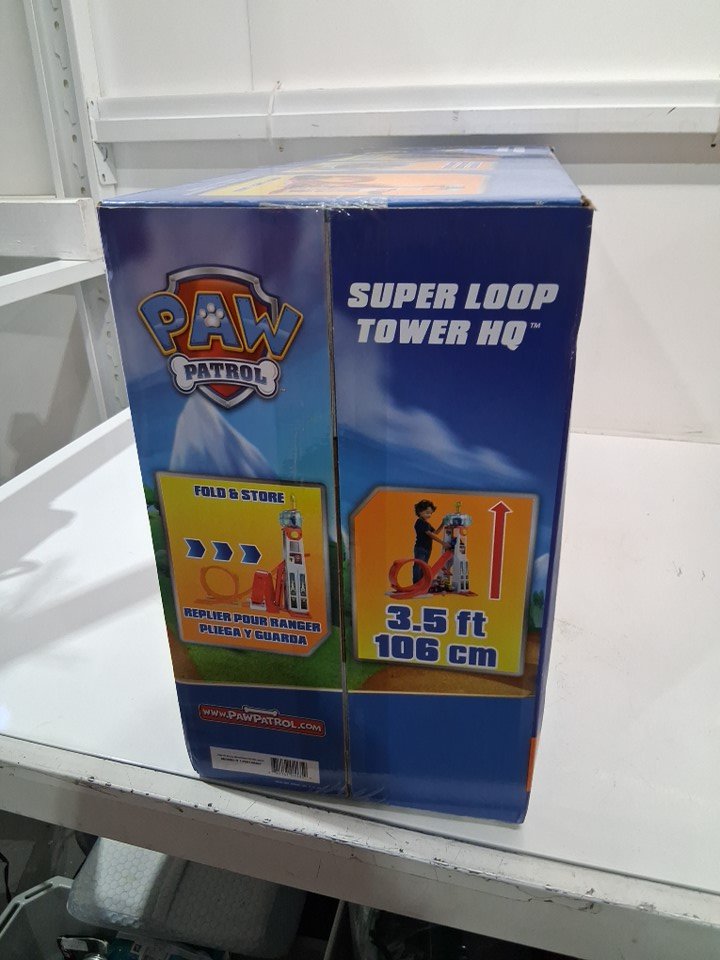 PAW
PATROL
SUPER LOOP
TOWER HQ™
FOLD & STORE
REPLIER POUR RANGER
PLIEGA Y GUARDA
3.5 ft
106 cm
WWW.PAWPATROL.COM